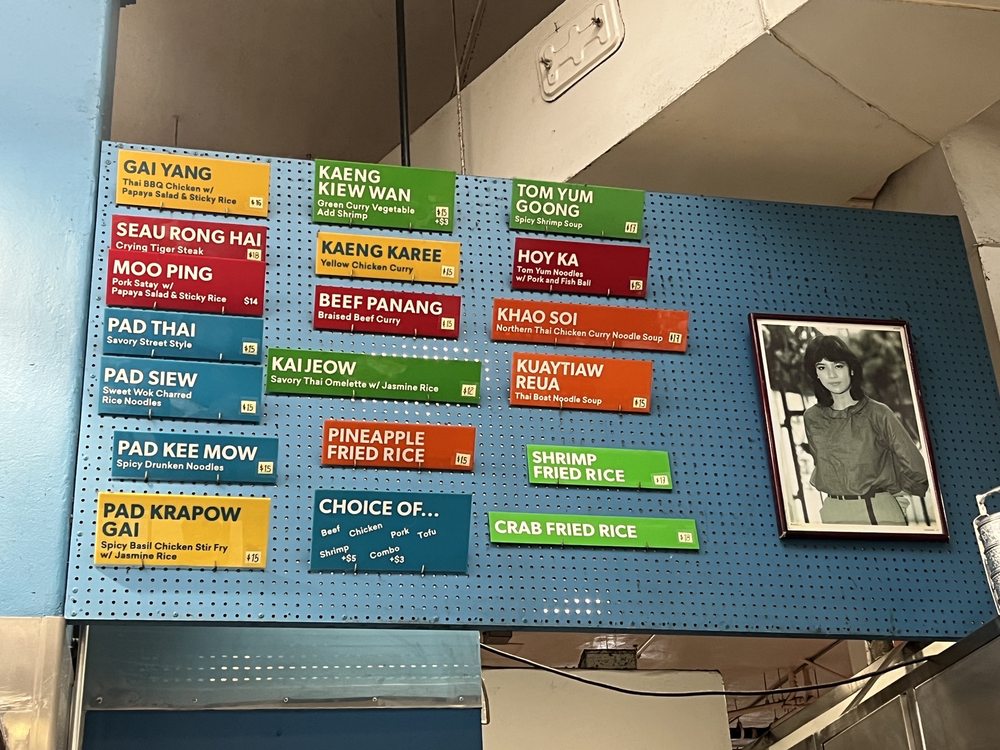 GAI YANG
Thai BBQ Chicken w/
Papaya Salad & Sticky Rice $16
SEAU RONG HAI
Crying Tiger Steak $18
MOO PING
Pork Satay w/
Papaya Salad & Sticky Rice $14
PAD THAI
Savory Street Style $15
PAD SIEW
Sweet Wok Charred
Rice Noodles $15
PAD KEE MOW
Spicy Drunken Noodles $15
PAD KRAPOW
GAI
Spicy Basil Chicken Stir Fry
w/ Jasmine Rice $15
KAENG
KIEW WAN
Green Curry Vegetable $15
Add Shrimp +$3
KAENG KAREE
Yellow Chicken Curry $15
BEEF PANANG
Braised Beef Curry $15
KAI JEOW
Savory Thai Omelette w/ Jasmine Rice $12
PINEAPPLE
FRIED RICE $15
CHOICE OF...
Beef Chicken Pork Tofu
Shrimp +$5 Combo +$3
TOM YUM
GOONG
Spicy Shrimp Soup $17
HOY KA
Tom Yum Noodles
w/ Pork and Fish Ball $15
KHAO SOI
Northern Thai Chicken Curry Noodle Soup $17
KUAYTIAW
REUA
Thai Boat Noodle Soup $15
SHRIMP
FRIED RICE $17
CRAB FRIED RICE $18